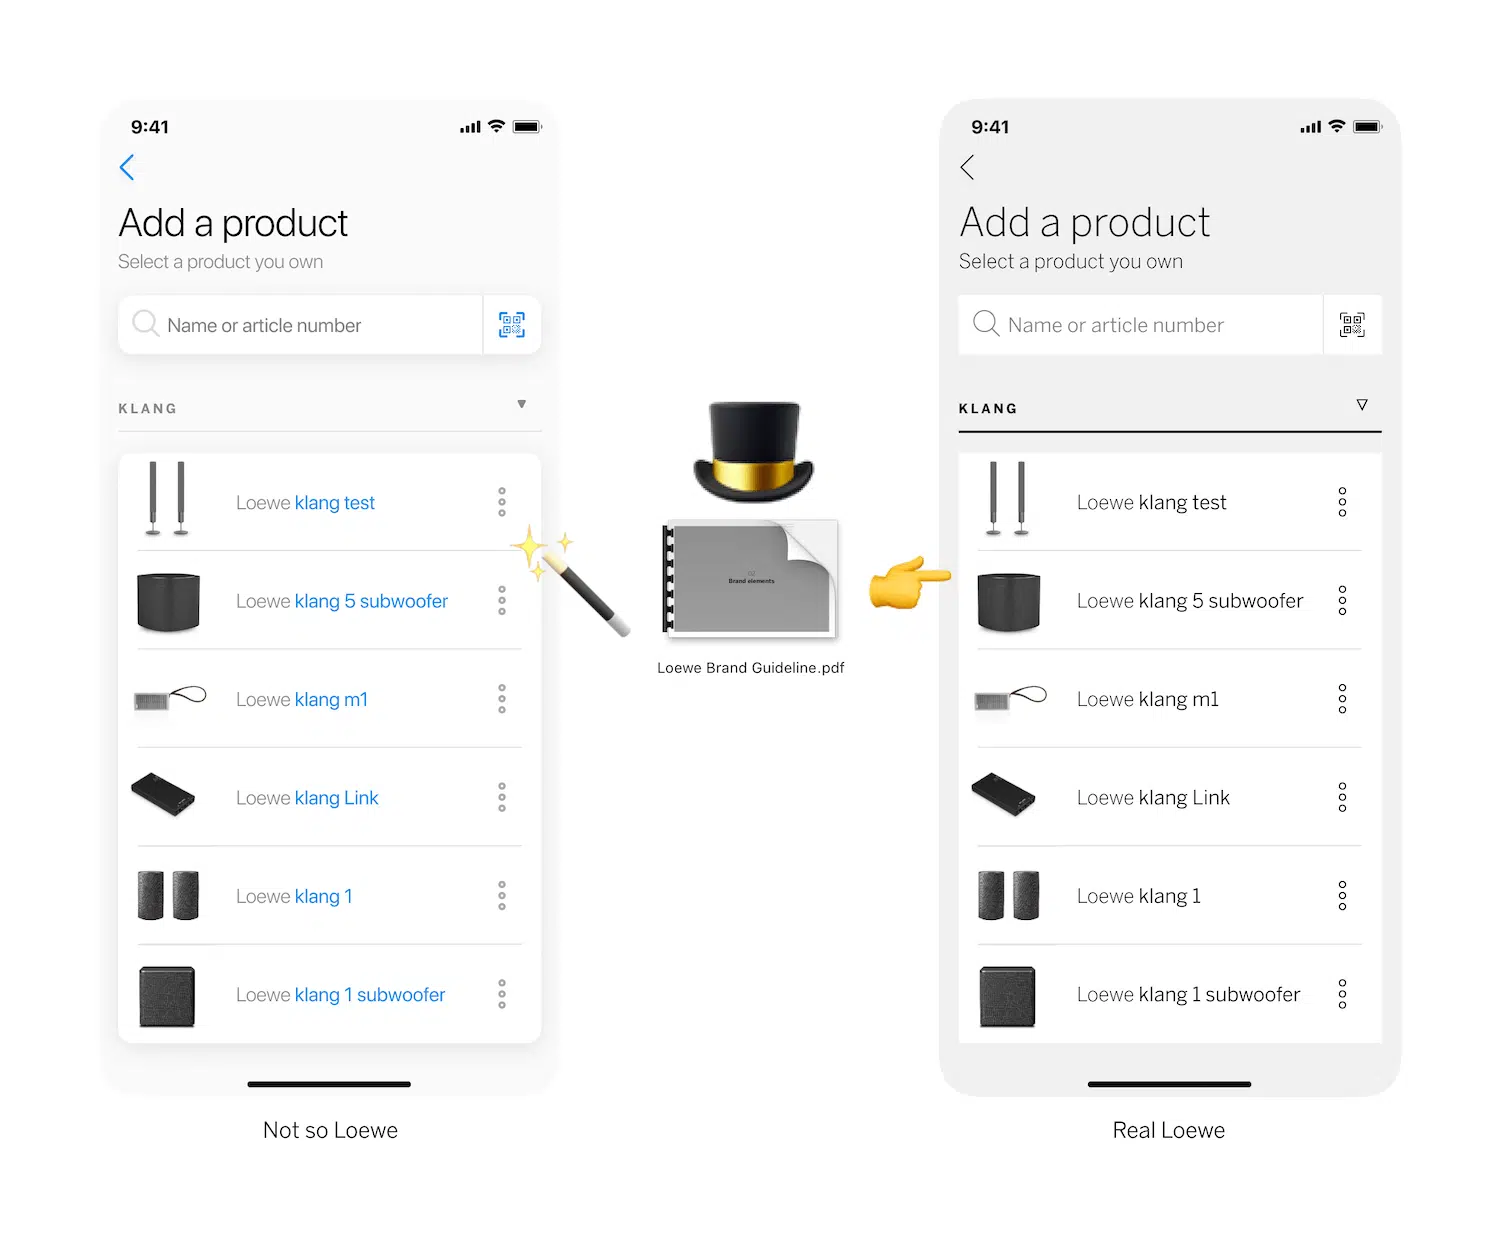 9:41
Add a product
Select a product you own
Name or article number
KLANG
Loewe klang test
Loewe klang 5 subwoofer
Loewe klang m1
Loewe klang Link
Loewe klang 1
Loewe klang 1 subwoofer
Not so Loewe
02
Brand elements
Loewe Brand Guideline.pdf
9:41
Add a product
Select a product you own
Name or article number
KLANG
Loewe klang test
Loewe klang 5 subwoofer
Loewe klang m1
Loewe klang Link
Loewe klang 1
Loewe klang 1 subwoofer
Real Loewe